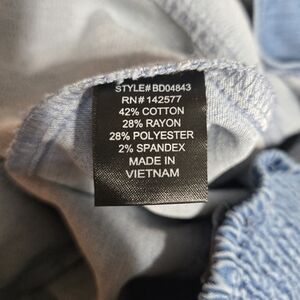 STYLE# BD04843
RN# 142577
42% COTTON
28% RAYON
28% POLYESTER
2% SPANDEX
MADE IN
VIETNAM